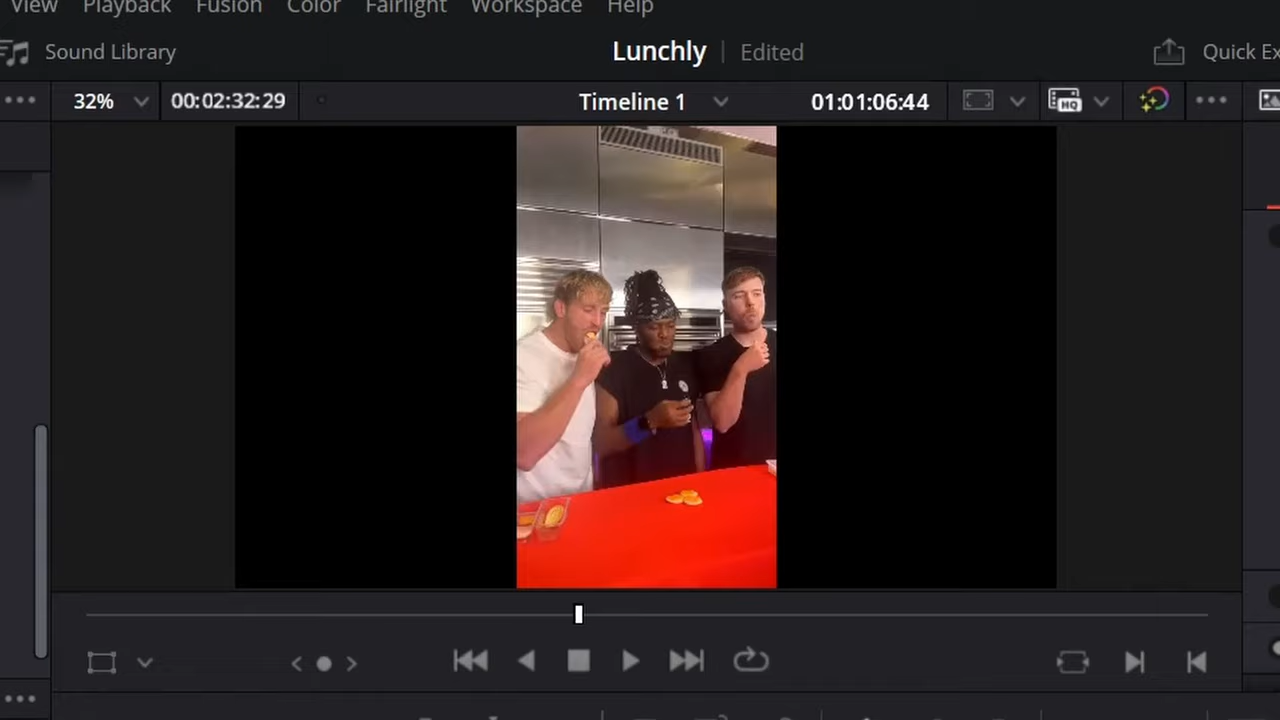 View Playback Fusion Color Fairlight Workspace Help
Sound Library Lunchly Edited Quick Ex
32% 00:02:32:29 Timeline 1 01:01:06:44 HQ